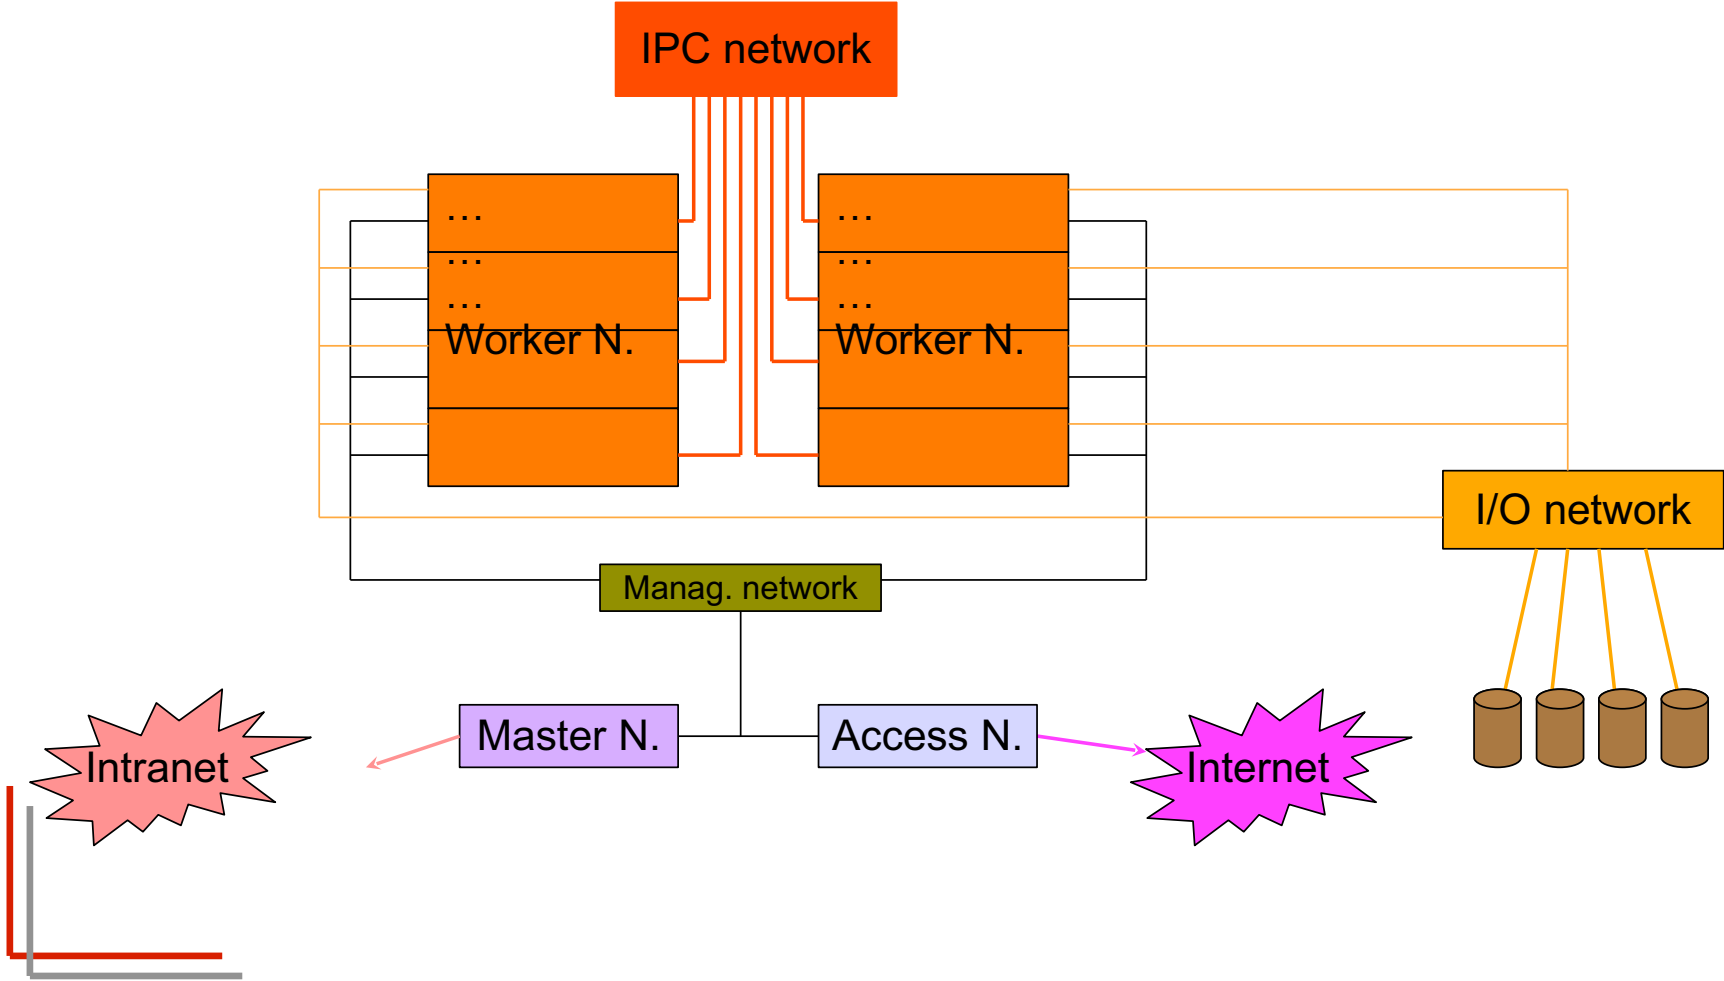 IPC network
…
…
…
Worker N.
…
…
…
Worker N.
I/O network
Manag. network
Master N.
Access N.
Intranet
Internet